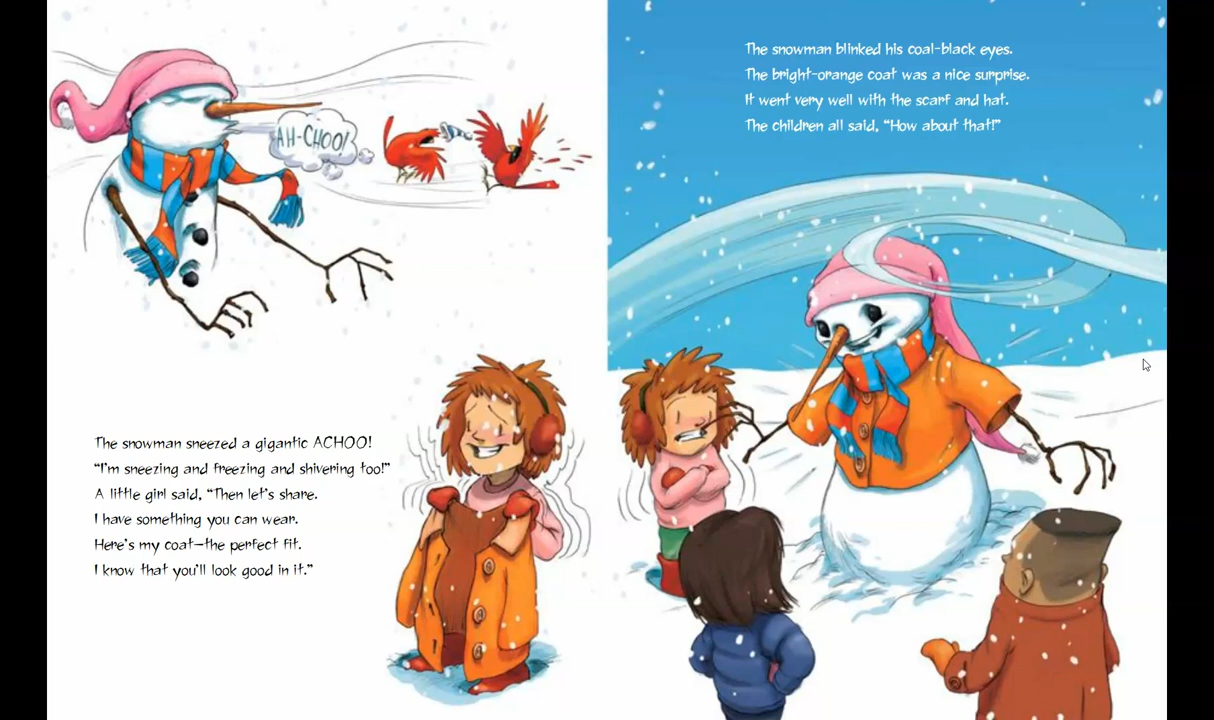 AH-CHOO!
The snowman sneezed a gigantic ACHOO!
“I’m sneezing and freezing and shivering too!”
A little girl said, “Then let’s share.
I have something you can wear.
Here’s my coat—the perfect fit.
I know that you’ll look good in it.”
The snowman blinked his coal-black eyes.
The bright-orange coat was a nice surprise.
It went very well with the scarf and hat.
The children all said, “How about that!”